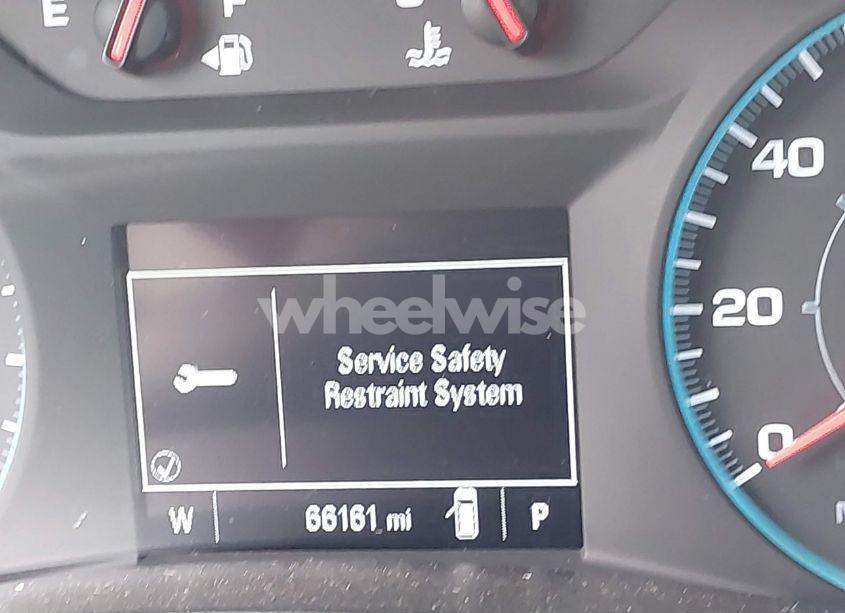 E F
40
20
0
wheelwise
Service Safety
Restraint System
W 66161 mi P